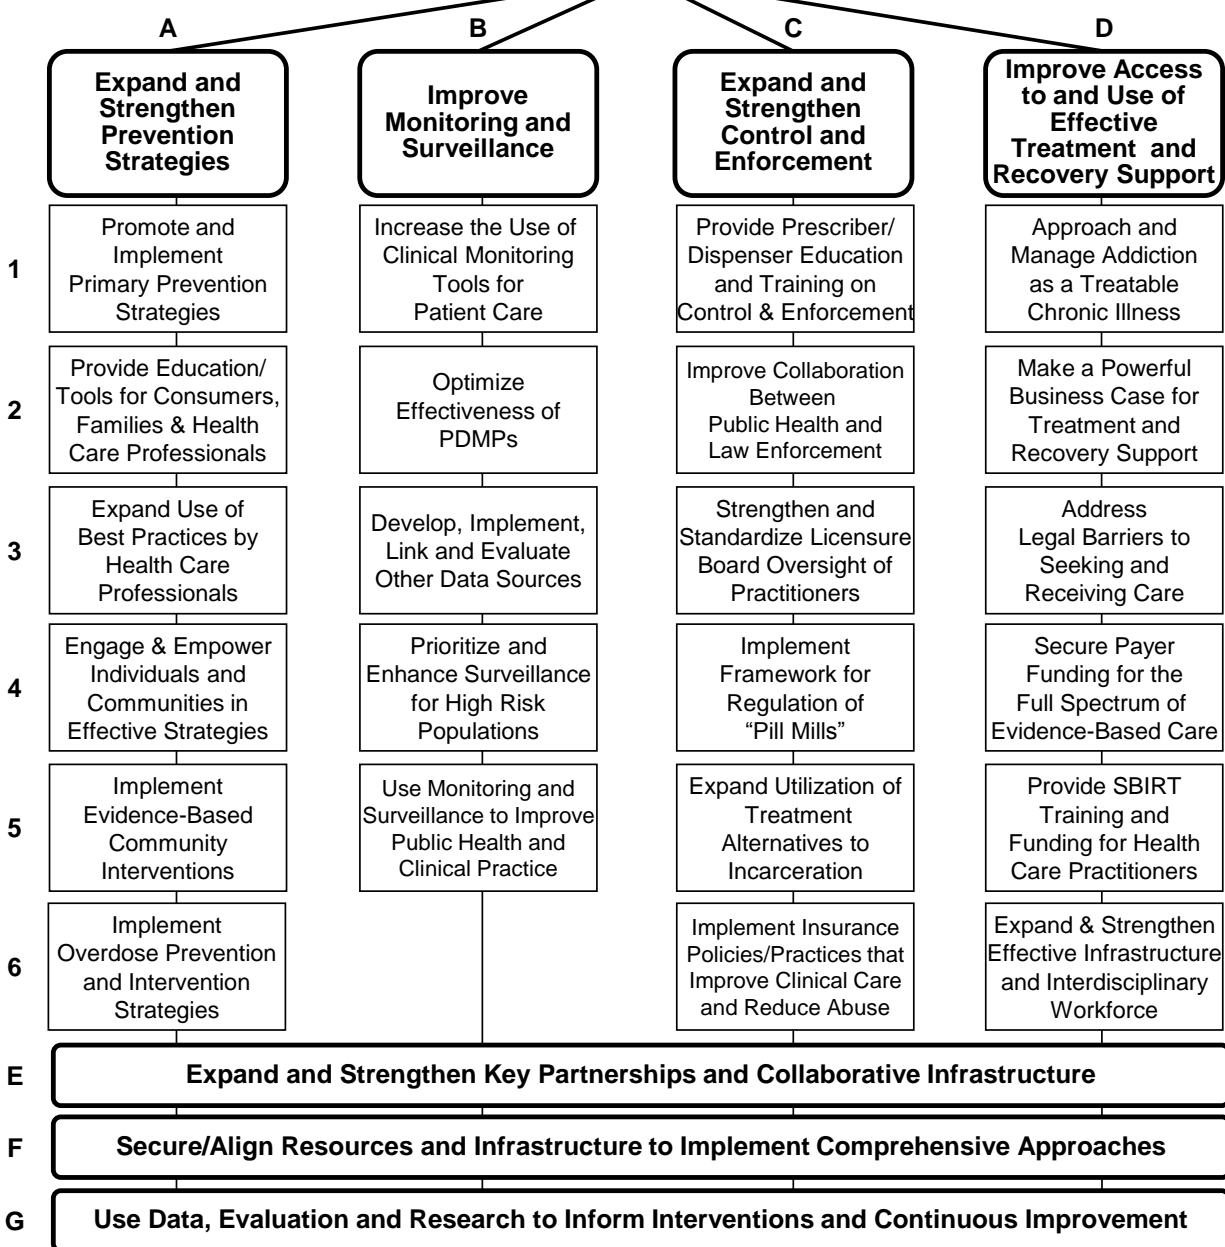 A
B
C
D
Expand and
Strengthen
Prevention
Strategies
Improve
Monitoring and
Surveillance
Expand and
Strengthen
Control and
Enforcement
Improve Access
to and Use of
Effective
Treatment and
Recovery Support
1
Promote and
Implement
Primary Prevention
Strategies
Increase the Use of
Clinical Monitoring
Tools for
Patient Care
Provide Prescriber/
Dispenser Education
and Training on
Control & Enforcement
Approach and
Manage Addiction
as a Treatable
Chronic Illness
2
Provide Education/
Tools for Consumers,
Families & Health
Care Professionals
Optimize
Effectiveness of
PDMPs
Improve Collaboration
Between
Public Health and
Law Enforcement
Make a Powerful
Business Case for
Treatment and
Recovery Support
3
Expand Use of
Best Practices by
Health Care
Professionals
Develop, Implement,
Link and Evaluate
Other Data Sources
Strengthen and
Standardize Licensure
Board Oversight of
Practitioners
Address
Legal Barriers to
Seeking and
Receiving Care
4
Engage & Empower
Individuals and
Communities in
Effective Strategies
Prioritize and
Enhance Surveillance
for High Risk
Populations
Implement
Framework for
Regulation of
“Pill Mills”
Secure Payer
Funding for the
Full Spectrum of
Evidence-Based Care
5
Implement
Evidence-Based
Community
Interventions
Use Monitoring and
Surveillance to Improve
Public Health and
Clinical Practice
Expand Utilization of
Treatment
Alternatives to
Incarceration
Provide SBIRT
Training and
Funding for Health
Care Practitioners
6
Implement
Overdose Prevention
and Intervention
Strategies
Implement Insurance
Policies/Practices that
Improve Clinical Care
and Reduce Abuse
Expand & Strengthen
Effective Infrastructure
and Interdisciplinary
Workforce
E
Expand and Strengthen Key Partnerships and Collaborative Infrastructure
F
Secure/Align Resources and Infrastructure to Implement Comprehensive Approaches
G
Use Data, Evaluation and Research to Inform Interventions and Continuous Improvement